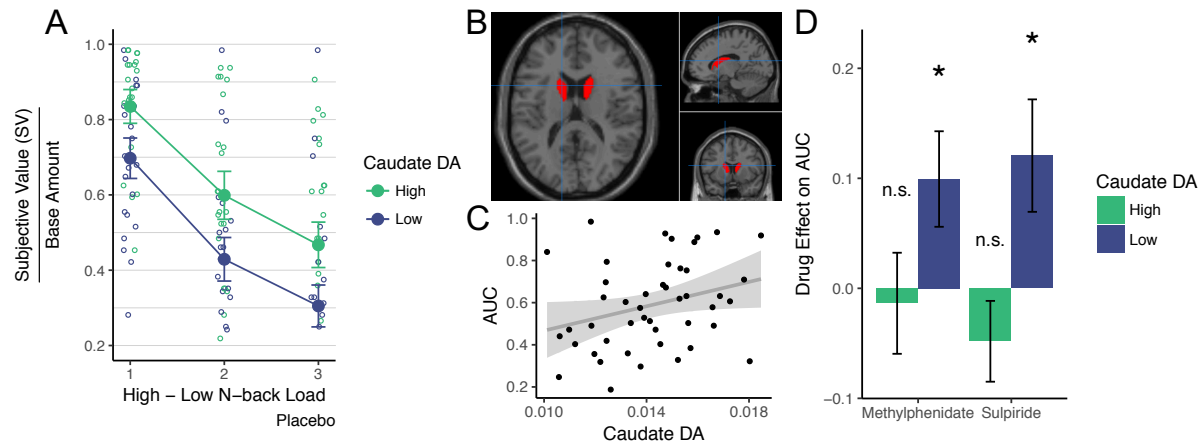 A
Subjective Value (SV)
Base Amount
1.0
0.8
0.6
0.4
0.2
1
2
3
High − Low N−back Load
Placebo
Caudate DA
High
Low
B
C
AUC
1.0
0.8
0.6
0.4
0.2
0.010
0.014
0.018
Caudate DA
D
Drug Effect on AUC
0.2
0.1
0.0
−0.1
n.s.
*
n.s.
*
Methylphenidate
Sulpiride
Caudate DA
High
Low